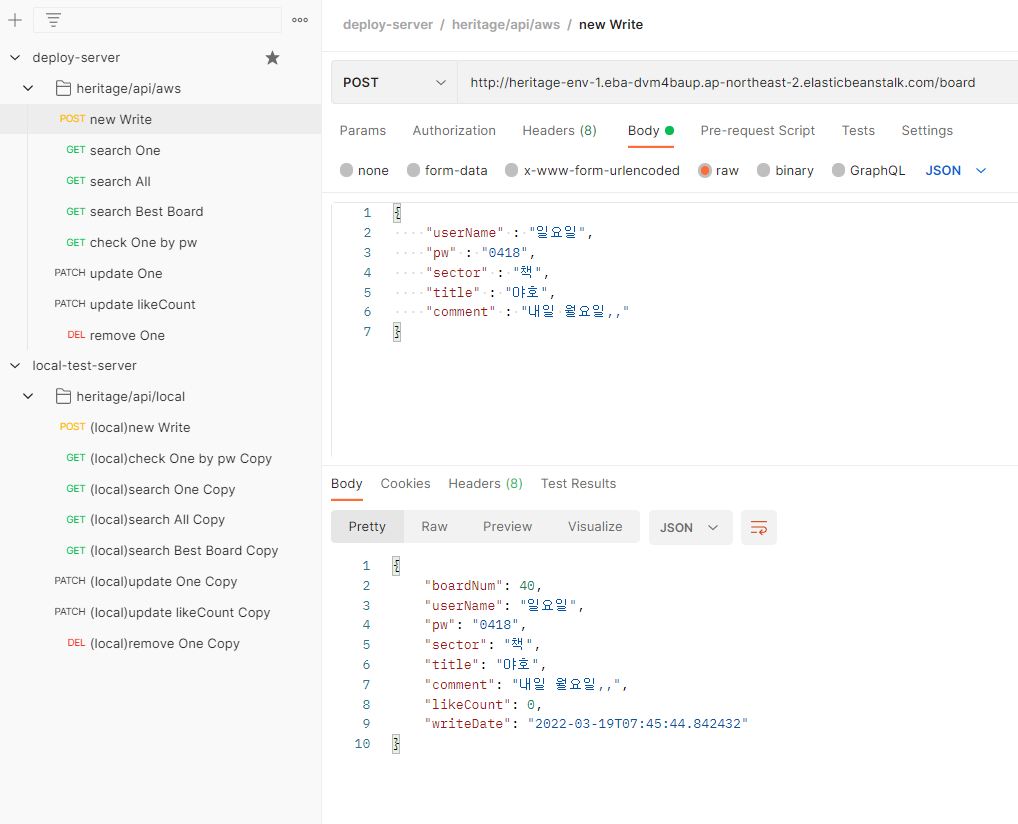 deploy-server
heritage/api/aws
POST new Write
GET search One
GET search All
GET search Best Board
GET check One by pw
PATCH update One
PATCH update likeCount
DEL remove One
local-test-server
heritage/api/local
POST (local)new Write
GET (local)check One by pw Copy
GET (local)search One Copy
GET (local)search All Copy
GET (local)search Best Board Copy
PATCH (local)update One Copy
PATCH (local)update likeCount Copy
DEL (local)remove One Copy
deploy-server / heritage/api/aws / new Write
POST http://heritage-env-1.eba-dvm4baup.ap-northeast-2.elasticbeanstalk.com/board
Params Authorization Headers (8) Body Pre-request Script Tests Settings
none form-data x-www-form-urlencoded raw binary GraphQL JSON
1 {
2 "userName" : "일요일",
3 "pw" : "0418",
4 "sector" : "책",
5 "title" : "야호",
6 "comment" : "내일 월요일,,"
7 }
Body Cookies Headers (8) Test Results
Pretty Raw Preview Visualize JSON
1 {
2 "boardNum": 40,
3 "userName": "일요일",
4 "pw": "0418",
5 "sector": "책",
6 "title": "야호",
7 "comment": "내일 월요일,,",
8 "likeCount": 0,
9 "writeDate": "2022-03-19T07:45:44.842432"
10 }